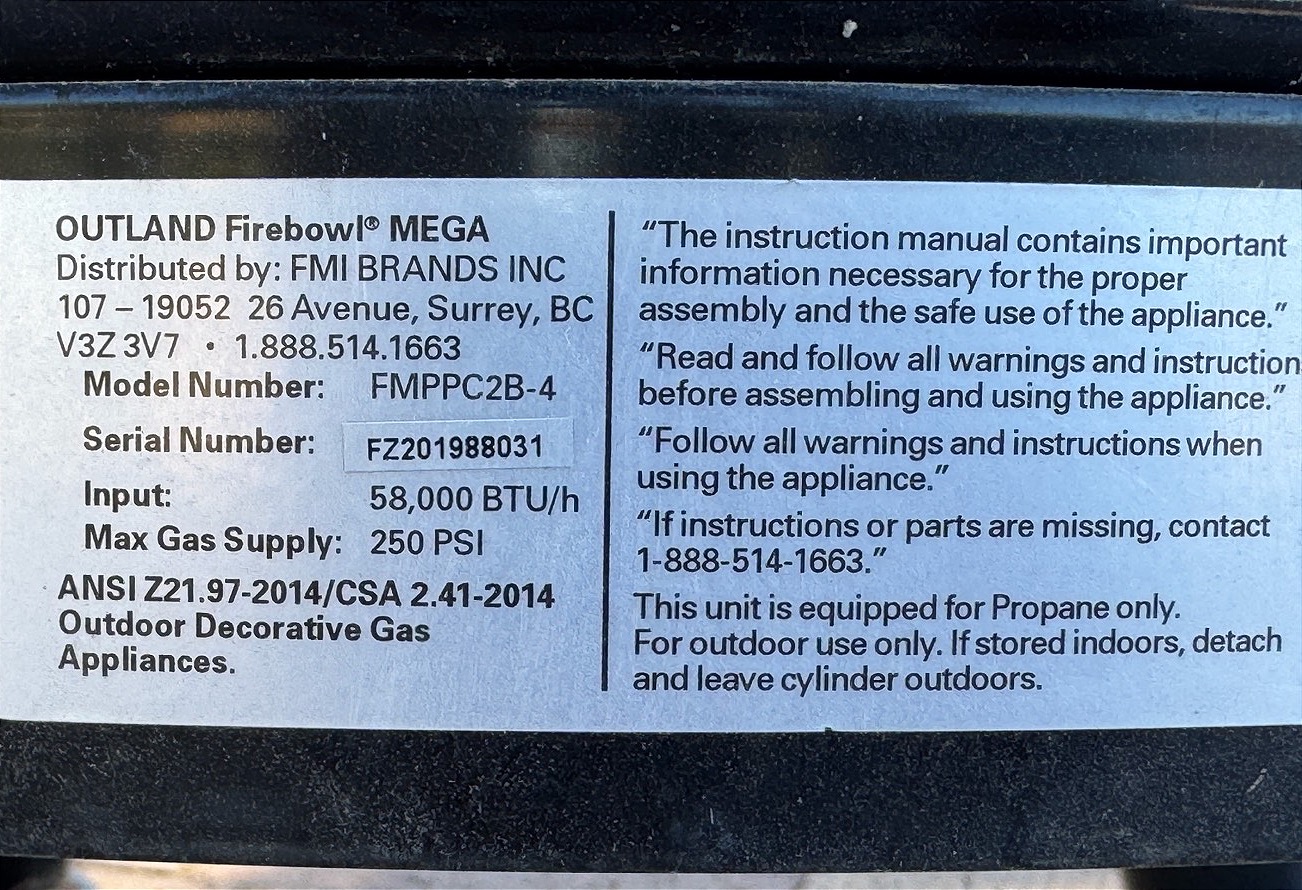 OUTLAND Firebowl® MEGA
Distributed by: FMI BRANDS INC
107 – 19052 26 Avenue, Surrey, BC
V3Z 3V7 • 1.888.514.1663
Model Number: FMPPC2B-4
Serial Number: FZ201988031
Input: 58,000 BTU/h
Max Gas Supply: 250 PSI
ANSI Z21.97-2014/CSA 2.41-2014
Outdoor Decorative Gas
Appliances.
“The instruction manual contains important
information necessary for the proper
assembly and the safe use of the appliance.”
“Read and follow all warnings and instruction
before assembling and using the appliance.”
“Follow all warnings and instructions when
using the appliance.”
“If instructions or parts are missing, contact
1-888-514-1663.”
This unit is equipped for Propane only.
For outdoor use only. If stored indoors, detach
and leave cylinder outdoors.